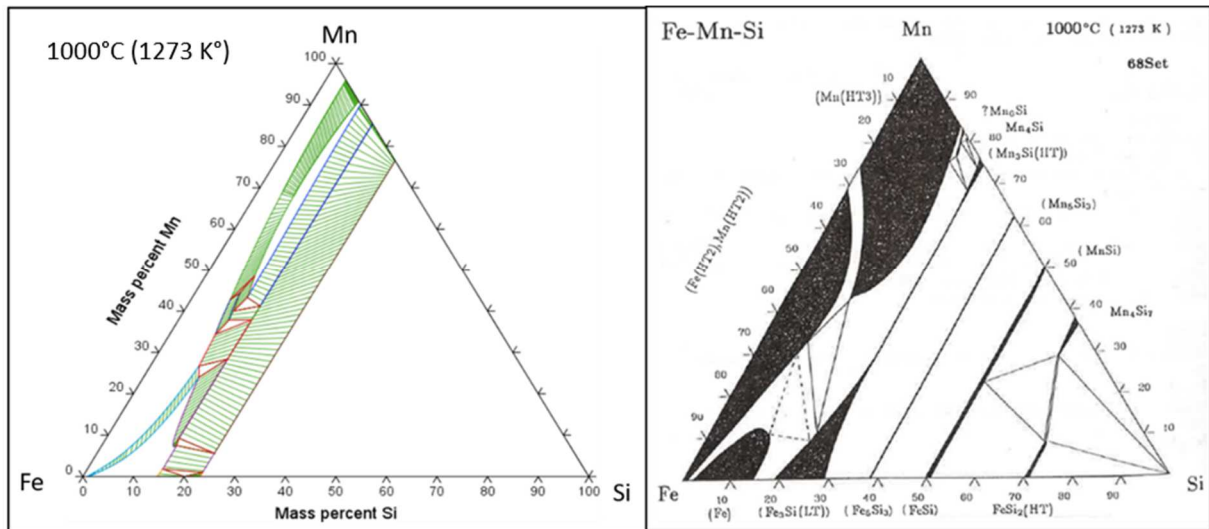 1000°C (1273 K°)
Mn
100
90
80
70
60
50
40
30
20
10
0
Mass percent Mn
0
10
20
30
40
50
60
70
80
90
100
Fe
Mass percent Si
Si
Fe-Mn-Si
Mn
1000°C ( 1273 K )
68Set
(Mn(HT3))
10
20
30
40
50
60
70
80
90
(Fe(HT2),Mn(HT2))
90
?Mn₆Si
Mn₄Si
80
(Mn₃Si(HT))
70
60
(Mn₅Si₃)
50
(MnSi)
40
Mn₄Si₇
30
20
10
Fe
Si
10
20
30
40
50
60
70
80
90
(Fe)
(Fe₃Si(LT))
(Fe₅Si₃)
(FeSi)
FeSi₂(HT)